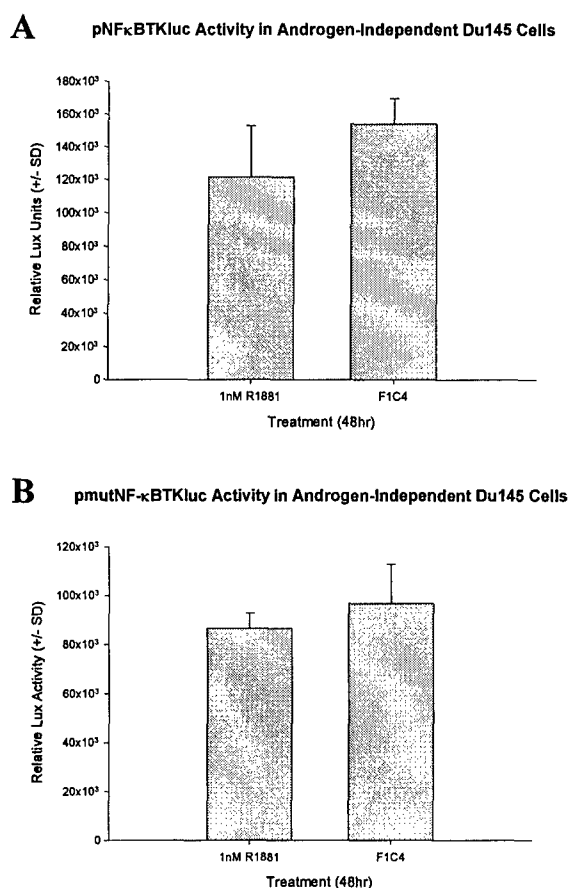 A pNFκBTKluc Activity in Androgen-Independent Du145 Cells
Relative Lux Units (+/- SD)
180x10³
160x10³
140x10³
120x10³
100x10³
80x10³
60x10³
40x10³
20x10³
0
1nM R1881 F1C4
Treatment (48hr)
B pmutNF-κBTKluc Activity in Androgen-Independent Du145 Cells
Relative Lux Activity (+/- SD)
120x10³
100x10³
80x10³
60x10³
40x10³
20x10³
0
1nM R1881 F1C4
Treatment (48hr)